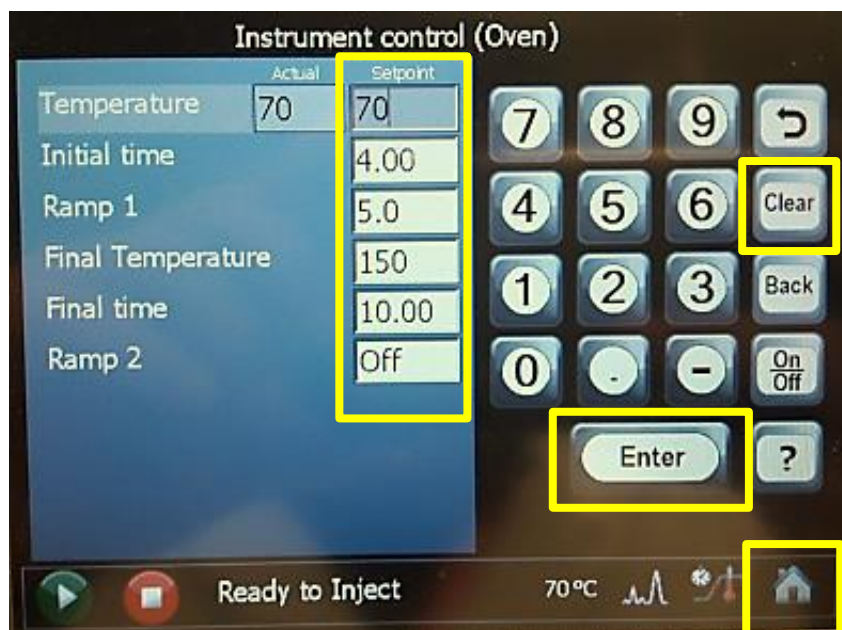 Instrument control (Oven)
Actual Setpoint
Temperature 70 70
Initial time 4.00
Ramp 1 5.0
Final Temperature 150
Final time 10.00
Ramp 2 Off
7 8 9
4 5 6 Clear
1 2 3 Back
0 . - On/Off
Enter ?
Ready to Inject 70 °C